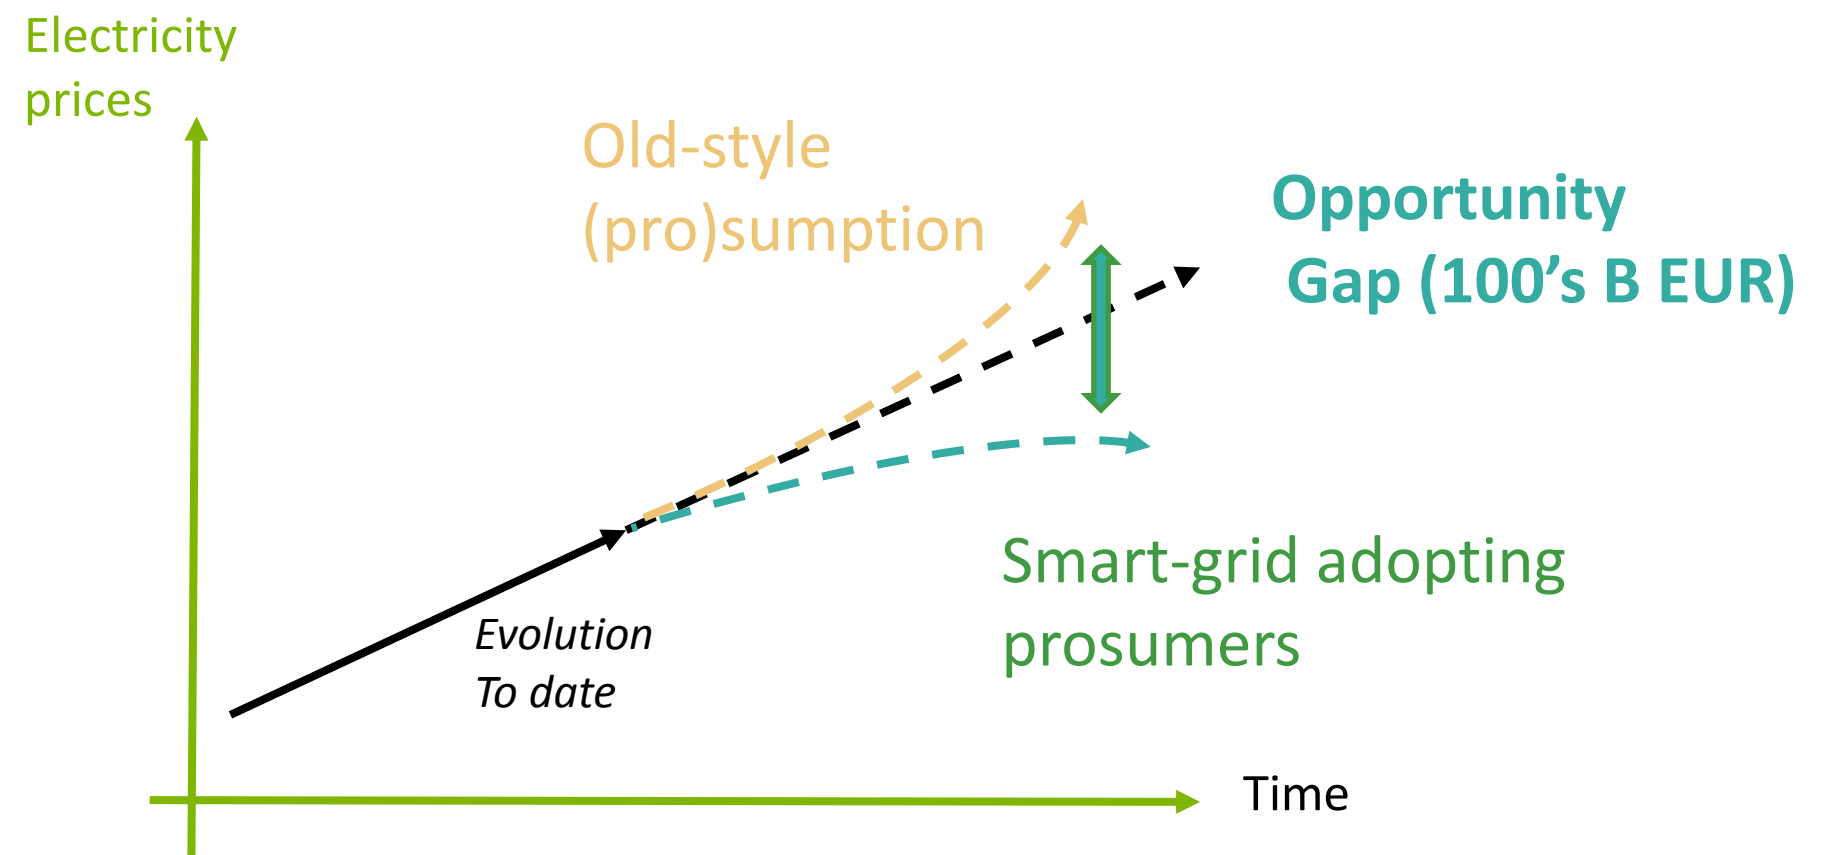 Electricity
prices
Old-style
(pro)sumption
Opportunity
Gap (100’s B EUR)
Smart-grid adopting
prosumers
Evolution
To date
Time